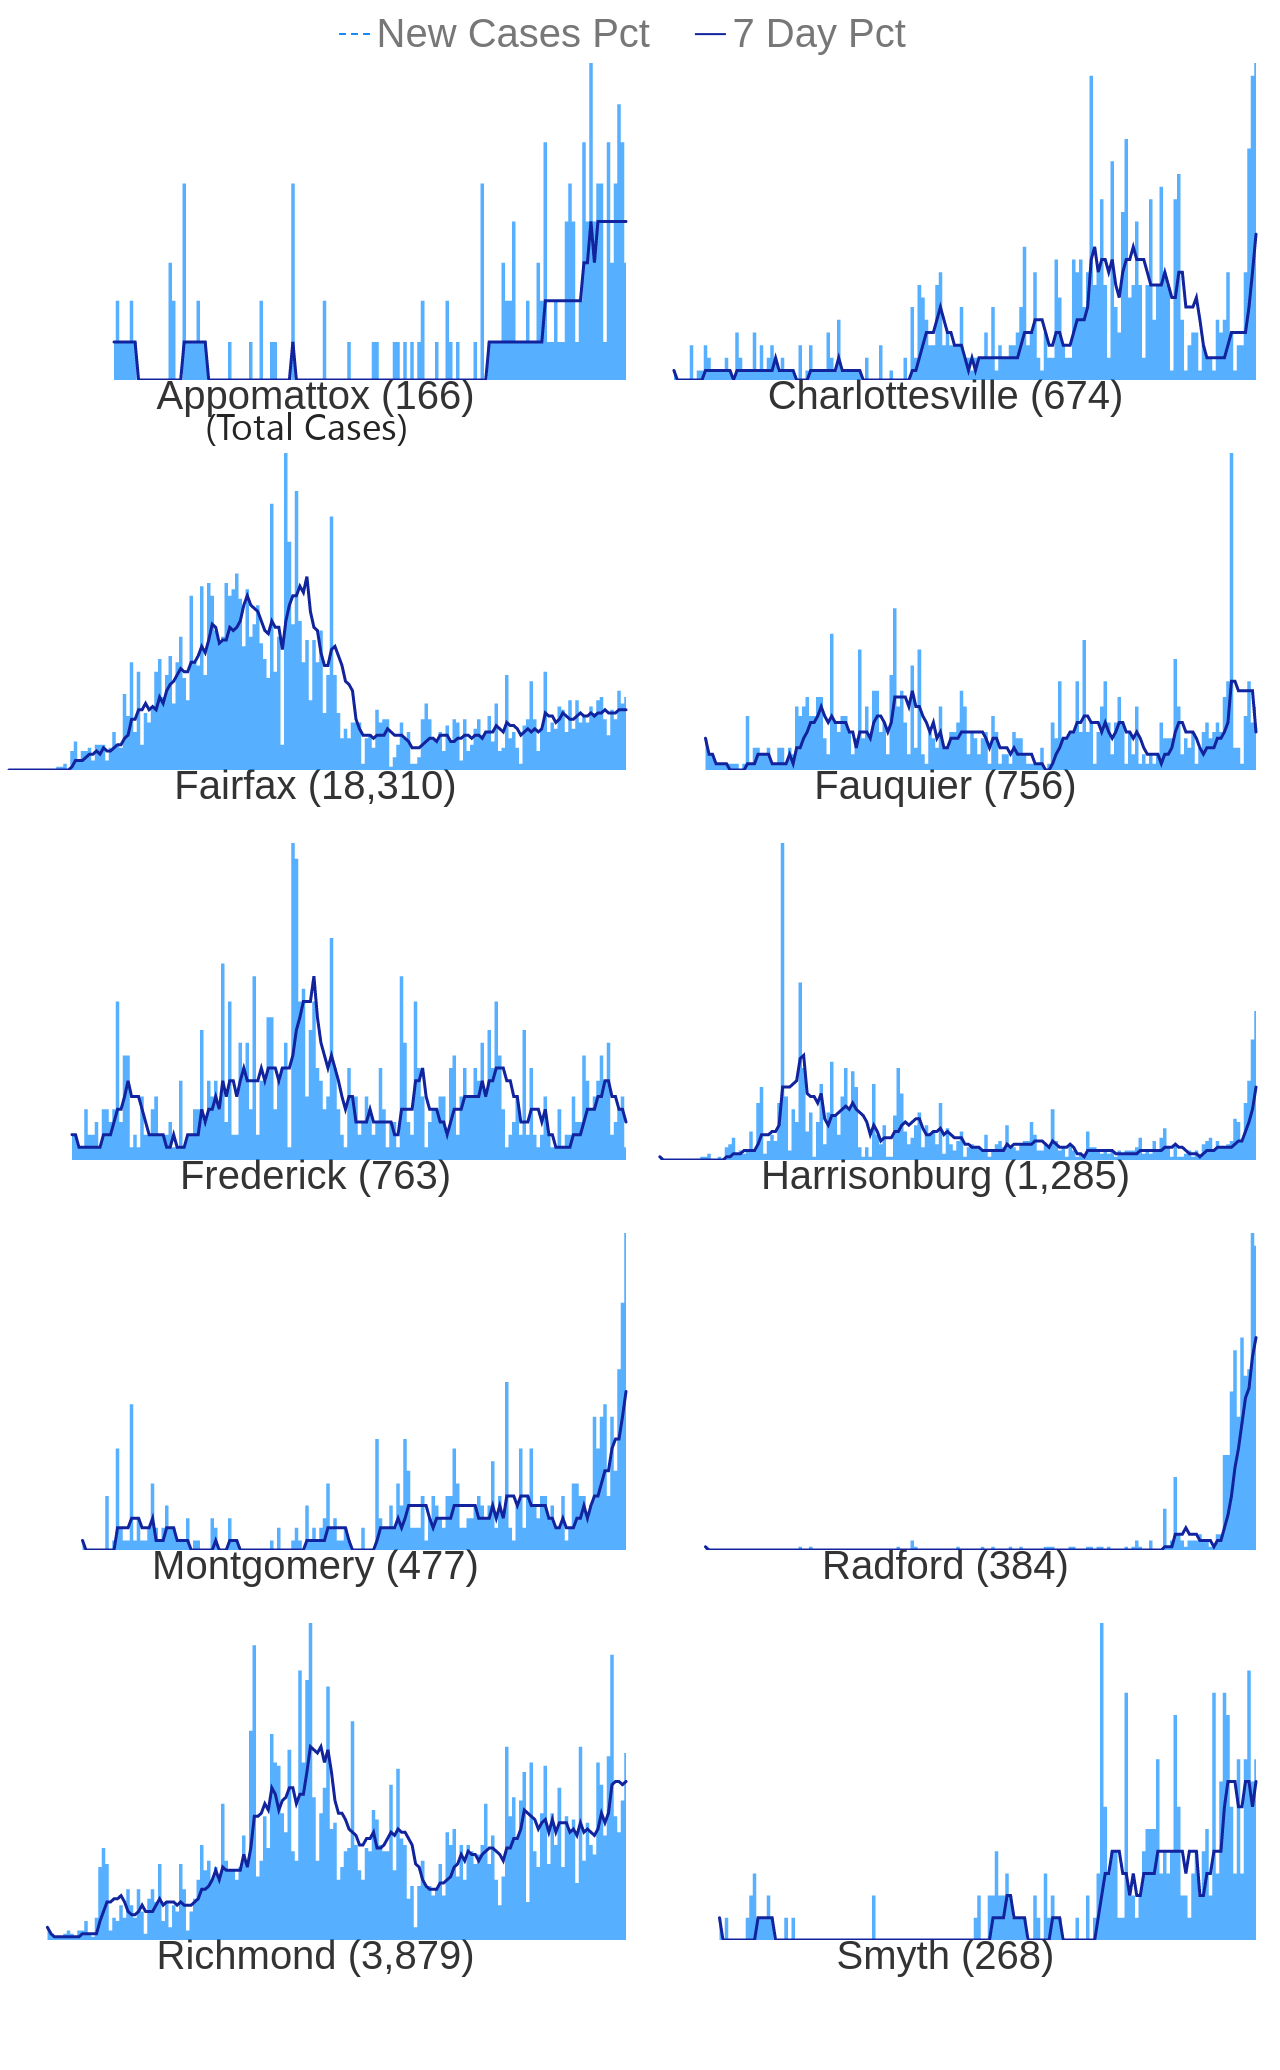 New Cases Pct 7 Day Pct
Appomattox (166) Charlottesville (674)
(Total Cases)
Fairfax (18,310) Fauquier (756)
Frederick (763) Harrisonburg (1,285)
Montgomery (477) Radford (384)
Richmond (3,879) Smyth (268)